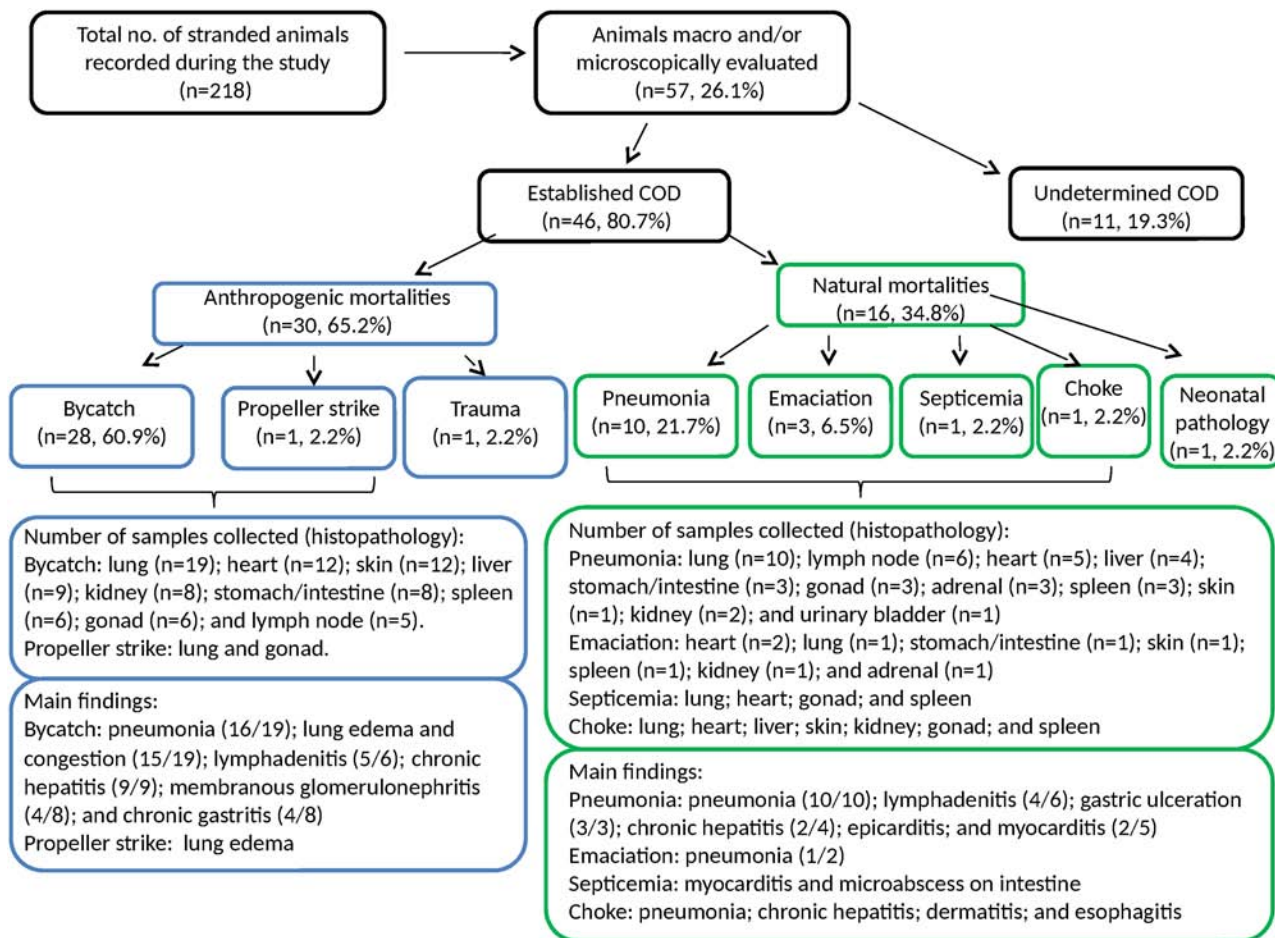 Total no. of stranded animals
recorded during the study
(n=218)
Animals macro and/or
microscopically evaluated
(n=57, 26.1%)
Established COD
(n=46, 80.7%)
Undetermined COD
(n=11, 19.3%)
Anthropogenic mortalities
(n=30, 65.2%)
Natural mortalities
(n=16, 34.8%)
Bycatch
(n=28, 60.9%)
Propeller strike
(n=1, 2.2%)
Trauma
(n=1, 2.2%)
Pneumonia
(n=10, 21.7%)
Emaciation
(n=3, 6.5%)
Septicemia
(n=1, 2.2%)
Choke
(n=1, 2.2%)
Neonatal
pathology
(n=1, 2.2%)
Number of samples collected (histopathology):
Bycatch: lung (n=19); heart (n=12); skin (n=12); liver
(n=9); kidney (n=8); stomach/intestine (n=8); spleen
(n=6); gonad (n=6); and lymph node (n=5).
Propeller strike: lung and gonad.
Main findings:
Bycatch: pneumonia (16/19); lung edema and
congestion (15/19); lymphadenitis (5/6); chronic
hepatitis (9/9); membranous glomerulonephritis
(4/8); and chronic gastritis (4/8)
Propeller strike: lung edema
Number of samples collected (histopathology):
Pneumonia: lung (n=10); lymph node (n=6); heart (n=5); liver (n=4);
stomach/intestine (n=3); gonad (n=3); adrenal (n=3); spleen (n=3); skin
(n=1); kidney (n=2); and urinary bladder (n=1)
Emaciation: heart (n=2); lung (n=1); stomach/intestine (n=1); skin (n=1);
spleen (n=1); kidney (n=1); and adrenal (n=1)
Septicemia: lung; heart; gonad; and spleen
Choke: lung; heart; liver; skin; kidney; gonad; and spleen
Main findings:
Pneumonia: pneumonia (10/10); lymphadenitis (4/6); gastric ulceration
(3/3); chronic hepatitis (2/4); epicarditis; and myocarditis (2/5)
Emaciation: pneumonia (1/2)
Septicemia: myocarditis and microabscess on intestine
Choke: pneumonia; chronic hepatitis; dermatitis; and esophagitis